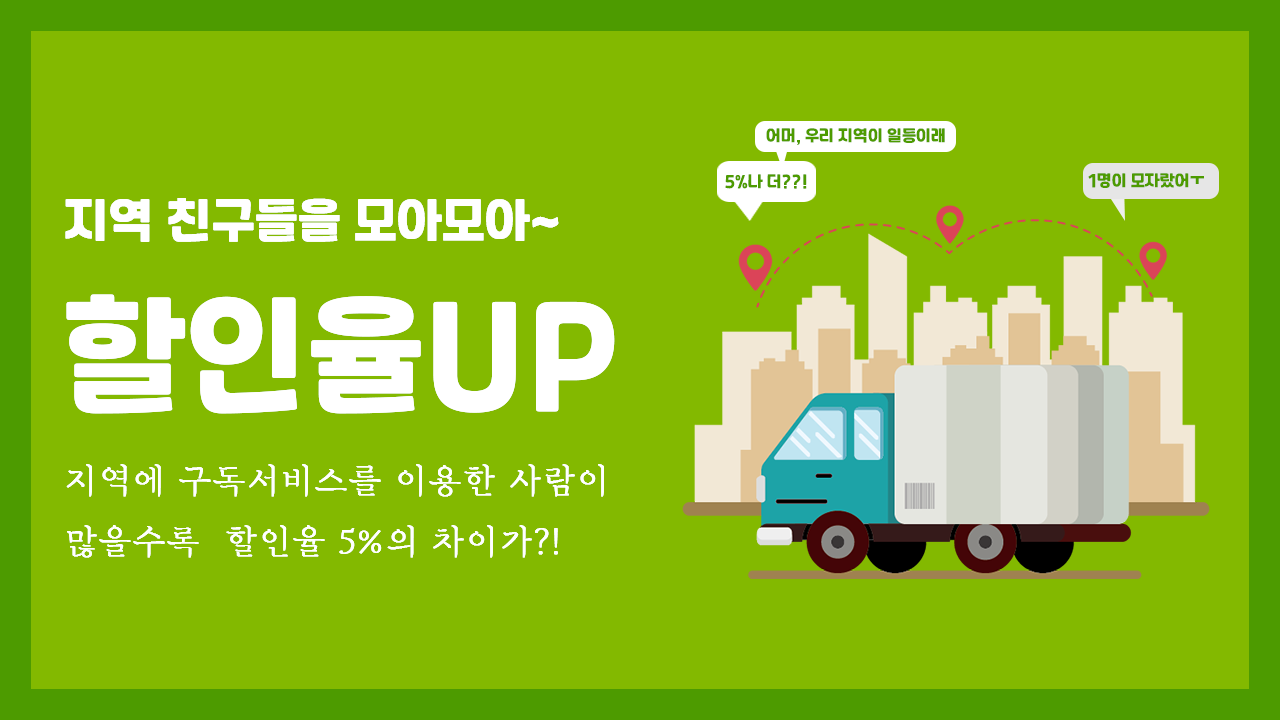 지역 친구들을 모아모아~
할인율UP
지역에 구독서비스를 이용한 사람이
많을수록 할인율 5%의 차이가?!
어머, 우리 지역이 일등이래
5%나 더??!
1명이 모자랐어ㅜ